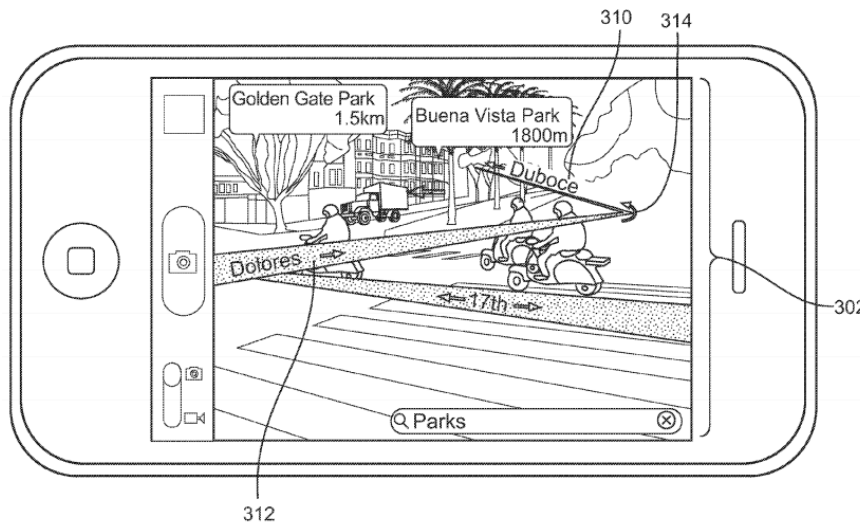 310
314
Golden Gate Park
1.5km
Buena Vista Park
1800m
Duboce
Dolores
17th
302
Parks
312